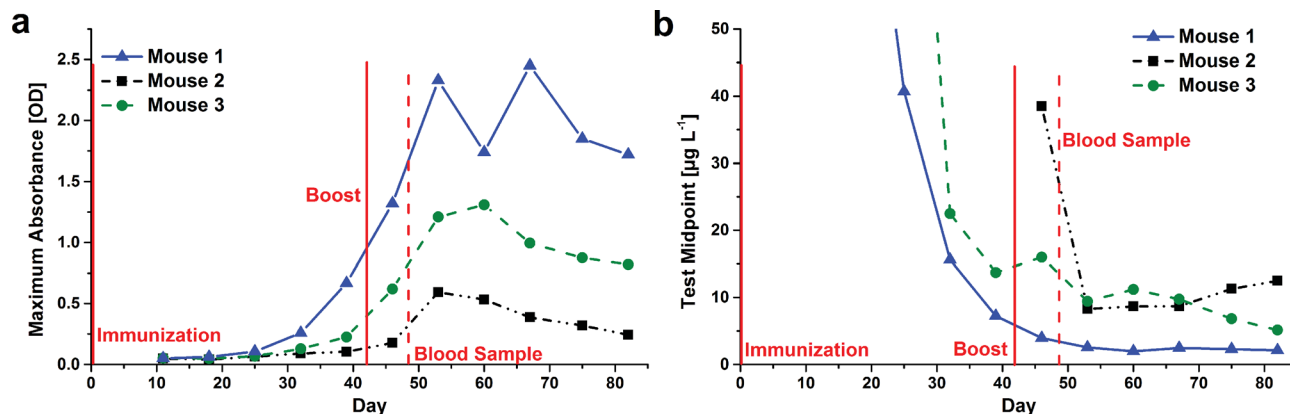 a
Maximum Absorbance [OD]
2.5
2.0
1.5
1.0
0.5
0.0
Mouse 1
Mouse 2
Mouse 3
Boost
Immunization
Blood Sample
0 10 20 30 40 50 60 70 80
Day
b
Test Midpoint [µg L⁻¹]
50
40
30
20
10
0
Mouse 1
Mouse 2
Mouse 3
Blood Sample
Immunization
Boost
0 10 20 30 40 50 60 70 80
Day